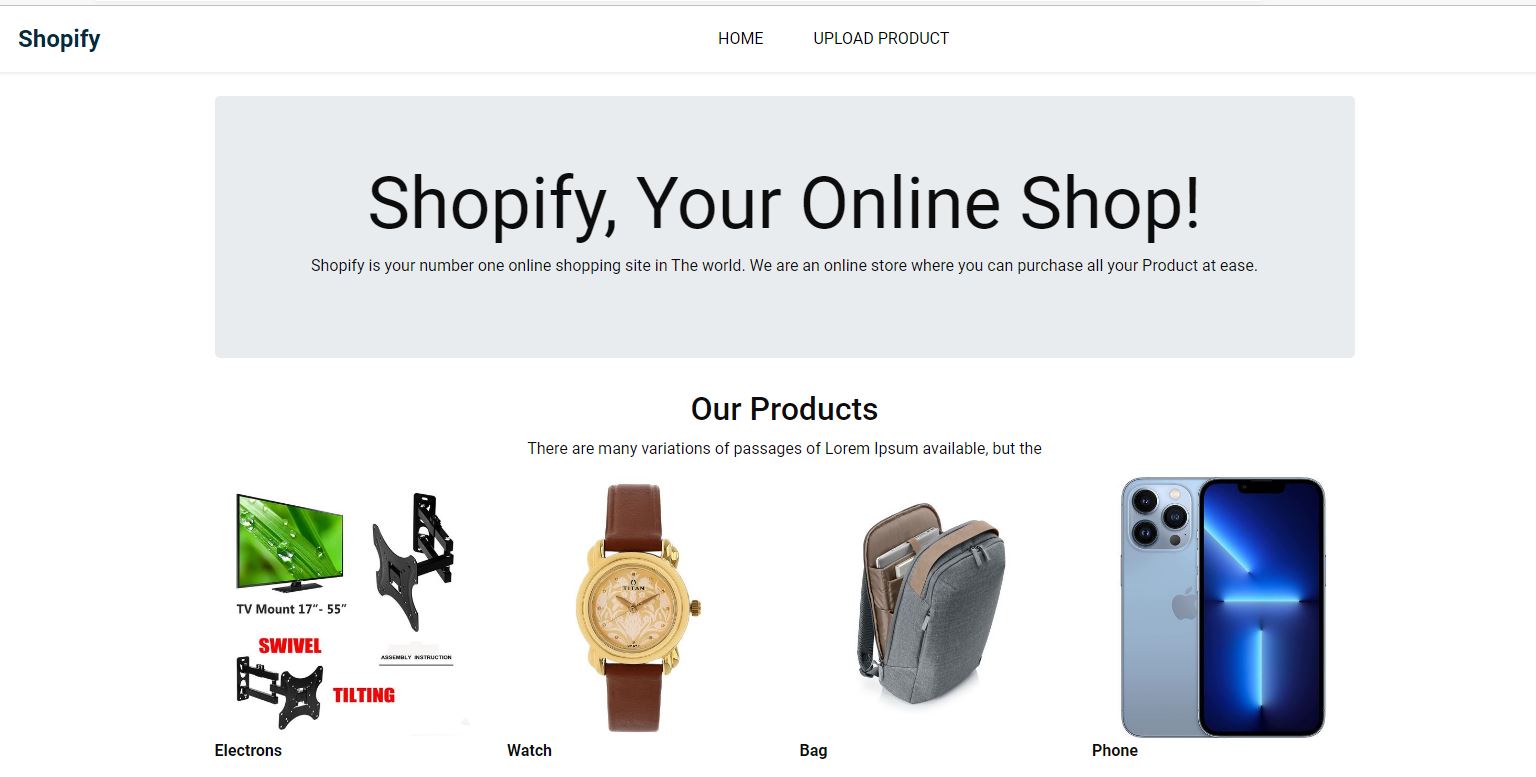 Shopify
HOME
UPLOAD PRODUCT
Shopify, Your Online Shop!
Shopify is your number one online shopping site in The world. We are an online store where you can purchase all your Product at ease.
Our Products
There are many variations of passages of Lorem Ipsum available, but the
TV Mount 17”- 55”
SWIVEL
ASSEMBLY INSTRUCTION
TILTING
TITAN
Electrons
Watch
Bag
Phone